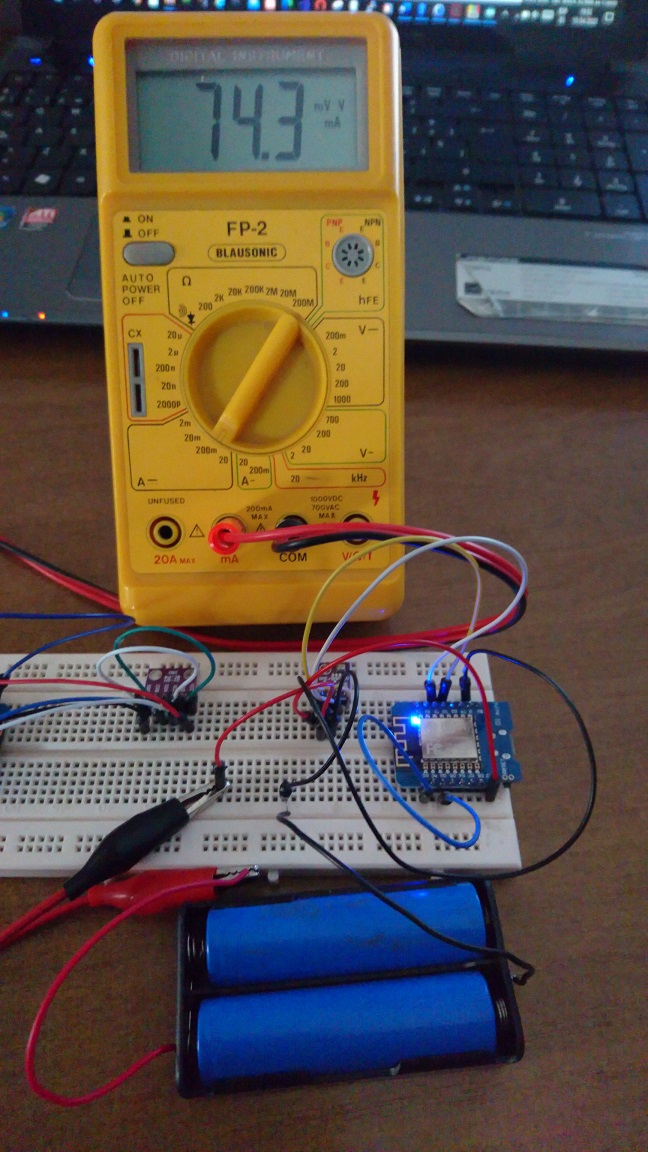 DIGITAL INSTRUMENT
74.3
mV V
mA
ON
OFF
FP-2
BLAUSONIC
AUTO
POWER
OFF
PNP
NPN
E E
B B
C C
E E
hFE
Ω
200 2K 20K 200K 2M 20M
200M
CX
20µ
2µ
200n
20n
2000P
V
200m
2
20
200
1000
700
200
20
2
V~
2m
20m
200m
20
A
20
200m
A~
20
kHz
UNFUSED
200mA
MAX
1000VDC
700VAC
MAX
20A MAX
mA
COM
V/Ω/f